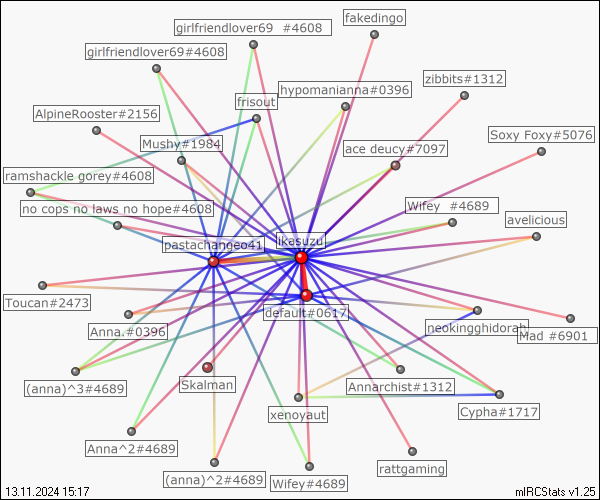 fakedingo
girlfriendlover69 #4608
girlfriendlover69#4608
zibbits#1312
hypomanianna#0396
frisout
AlpineRooster#2156
Soxy Foxy#5076
Mushy#1984
ace deucy#7097
ramshackle gorey#4608
no cops no laws no hope#4608
Wifey #4689
avelicious
ikesuzu
pastachangeo41
Toucan#2473
default#0617
Anna.#0396
neokingghidorah
Mad #6901
(anna)^3#4689
Skalman
Annarchist#1312
xenoyaut
Cypha#1717
Anna^2#4689
rattgaming
(anna)^2#4689
Wifey#4689
13.11.2024 15:17
mIRCStats v1.25